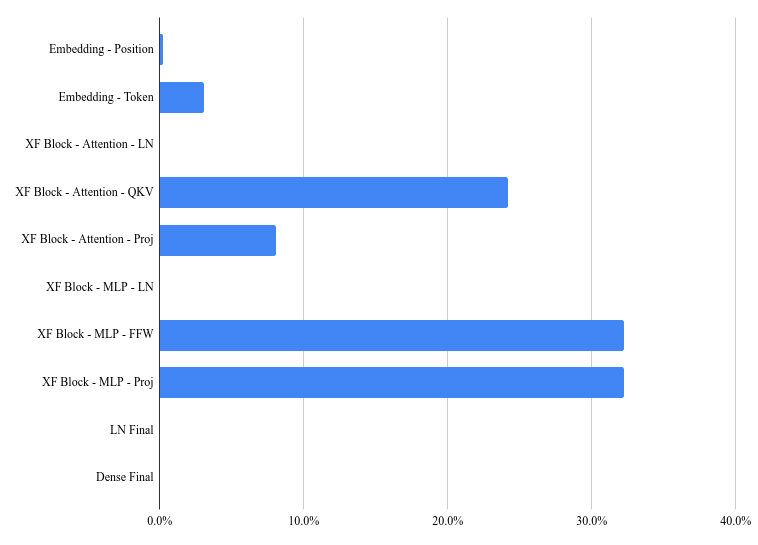 Embedding - Position
Embedding - Token
XF Block - Attention - LN
XF Block - Attention - QKV
XF Block - Attention - Proj
XF Block - MLP - LN
XF Block - MLP - FFW
XF Block - MLP - Proj
LN Final
Dense Final
0.0% 10.0% 20.0% 30.0% 40.0%